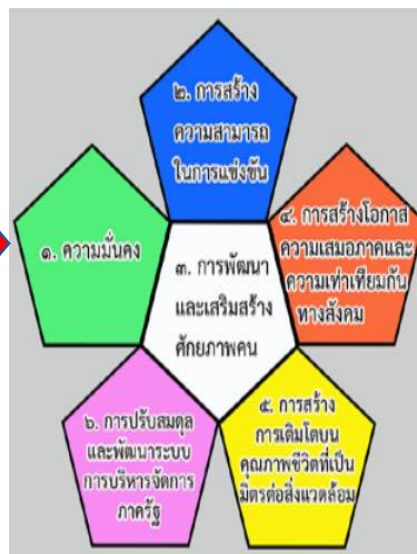 ๒. การสร้าง
ความสามารถ
ในการแข่งขัน
๑. ความมั่นคง
๓. การพัฒนา
และเสริมสร้าง
ศักยภาพคน
๔. การสร้างโอกาส
ความเสมอภาคและ
ความเท่าเทียมกัน
ทางสังคม
๖. การปรับสมดุล
และพัฒนาระบบ
การบริหารจัดการ
ภาครัฐ
๕. การสร้าง
การเติบโตบน
คุณภาพชีวิตที่เป็น
มิตรต่อสิ่งแวดล้อม